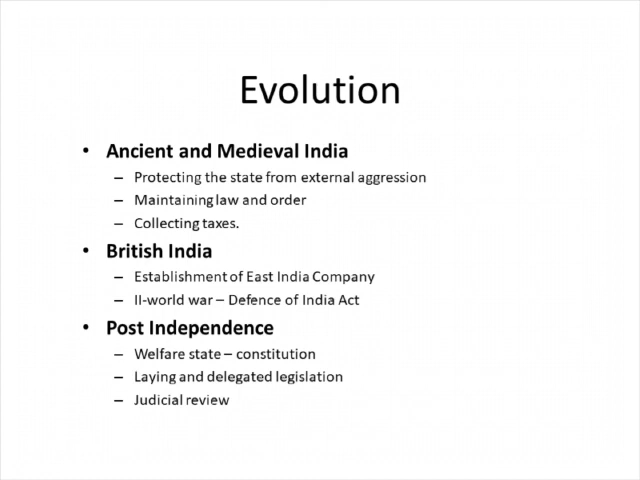 Evolution
• Ancient and Medieval India
– Protecting the state from external aggression
– Maintaining law and order
– Collecting taxes.
• British India
– Establishment of East India Company
– II-world war – Defence of India Act
• Post Independence
– Welfare state – constitution
– Laying and delegated legislation
– Judicial review